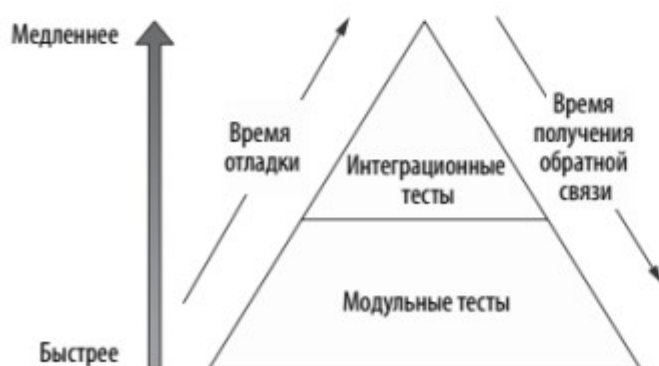 Медленнее
Время
отладки
Интеграционные
тесты
Время
получения
обратной
связи
Модульные тесты
Быстрее